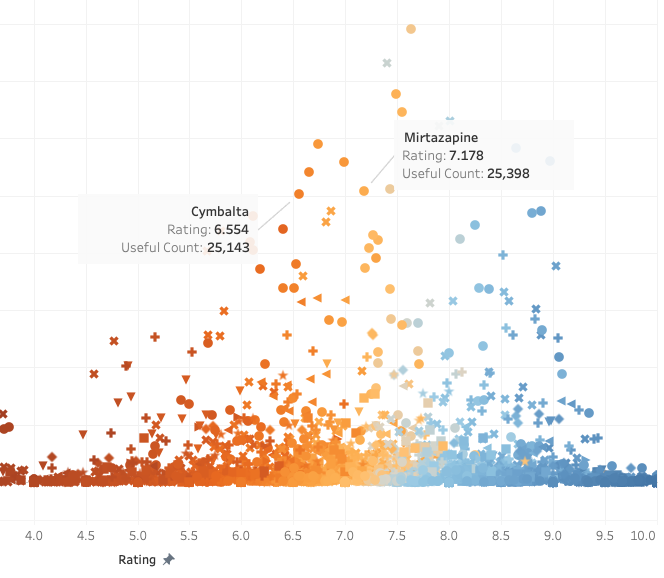 Mirtazapine
Rating: 7.178
Useful Count: 25,398
Cymbalta
Rating: 6.554
Useful Count: 25,143
4.0 4.5 5.0 5.5 6.0 6.5 7.0 7.5 8.0 8.5 9.0 9.5 10.0
Rating